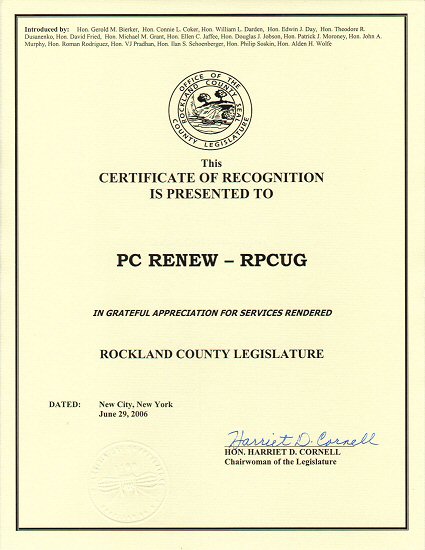 Introduced by: Hon. Gerold M. Bierker, Hon. Connie L. Coker, Hon. William L. Darden, Hon. Edwin J. Day, Hon. Theodore R.
Dusanenko, Hon. David Fried, Hon. Michael M. Grant, Hon. Ellen C. Jaffee, Hon. Douglas J. Jobson, Hon. Patrick J. Moroney, Hon. John A.
Murphy, Hon. Roman Rodriguez, Hon. VJ Pradhan, Hon. Ilan S. Schoenberger, Hon. Philip Soskin, Hon. Alden H. Wolfe
OFFICE OF THE
ROCKLAND COUNTY SEAL
COUNTY LEGISLATURE
This
CERTIFICATE OF RECOGNITION
IS PRESENTED TO
PC RENEW – RPCUG
IN GRATEFUL APPRECIATION FOR SERVICES RENDERED
ROCKLAND COUNTY LEGISLATURE
DATED: New City, New York
June 29, 2006
Harriet D. Cornell
HON. HARRIET D. CORNELL
Chairwoman of the Legislature